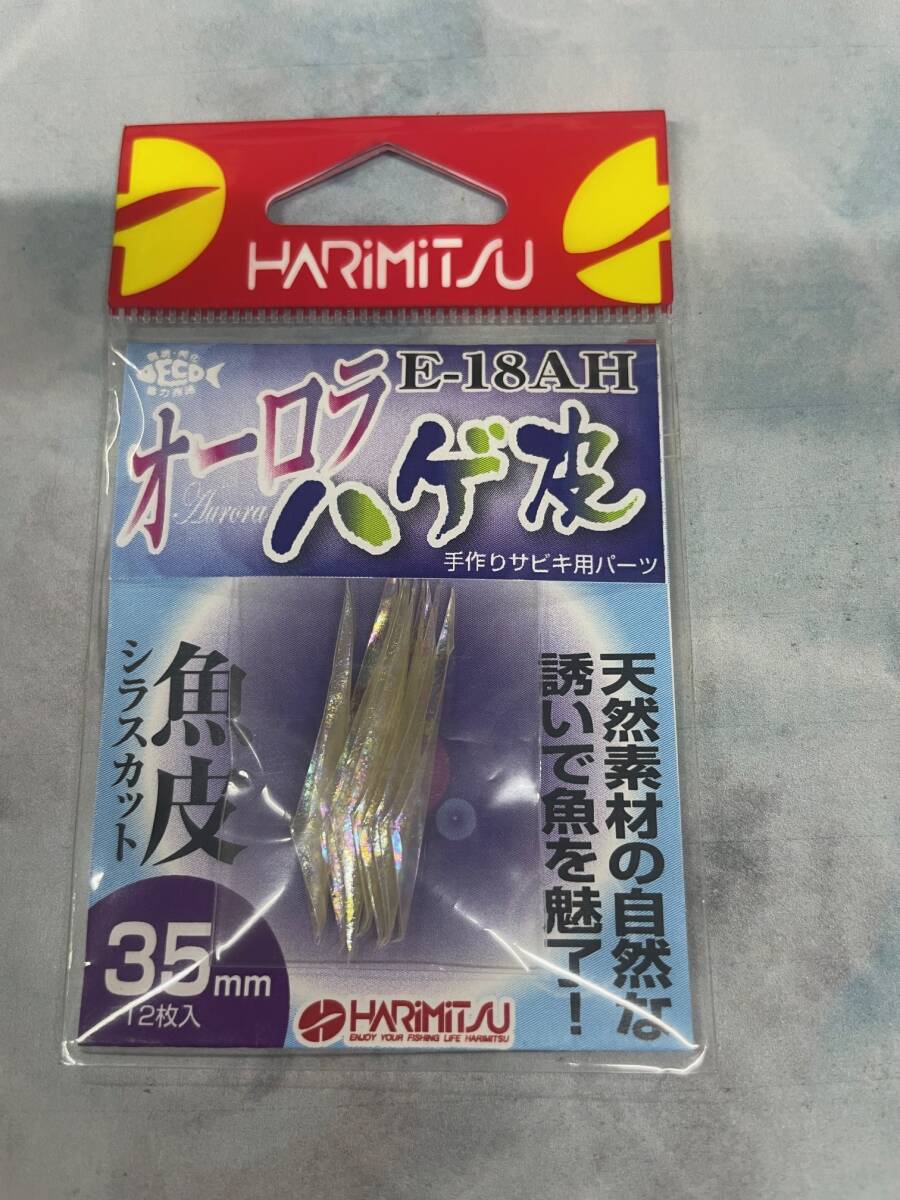 HARiMiTSU
E-18AH
ECO
オーロラ
Aurora
ハゲ皮
手作りサビキ用パーツ
天然素材の自然な
誘いで魚を魅了!
魚皮
シラスカット
35mm
12枚入
HARiMiTSU
ENJOY YOUR FISHING LIFE HARIMITSU